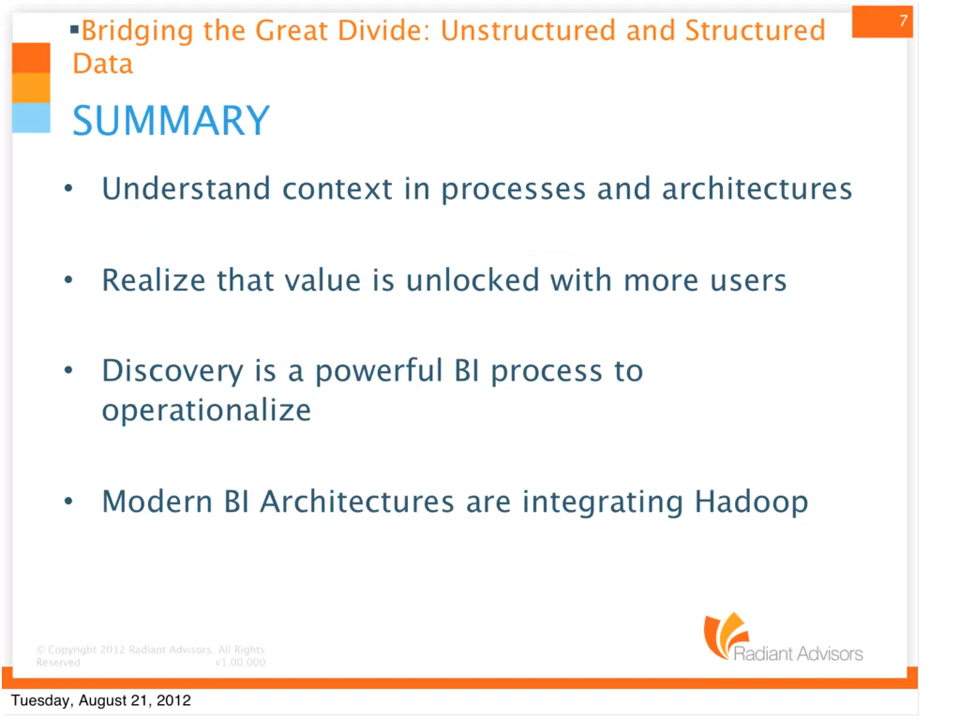 7
▪Bridging the Great Divide: Unstructured and Structured
Data
SUMMARY
• Understand context in processes and architectures
• Realize that value is unlocked with more users
• Discovery is a powerful BI process to
operationalize
• Modern BI Architectures are integrating Hadoop
© Copyright 2012 Radiant Advisors. All Rights
Reserved v1.00.000
Radiant Advisors
Tuesday, August 21, 2012